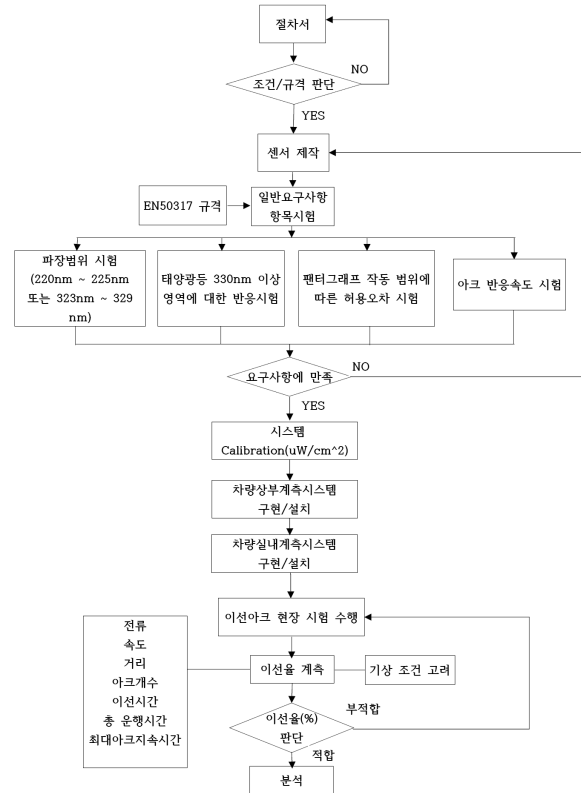 절차서
NO
조건/규격 판단
YES
센서 제작
EN50317 규격
일반요구사항
항목시험
파장범위 시험
(220nm ~ 225nm
또는 323nm ~ 329
nm)
태양광등 330nm 이상
영역에 대한 반응시험
팬터그래프 작동 범위에
따른 허용오차 시험
아크 반응속도 시험
요구사항에 만족
NO
YES
시스템
Calibration(uW/cm^2)
차량상부계측시스템
구현/설치
차량실내계측시스템
구현/설치
이선아크 현장 시험 수행
전류
속도
거리
아크개수
이선시간
총 운행시간
최대아크지속시간
이선율 계측
기상 조건 고려
부적합
이선율(%)
판단
적합
분석